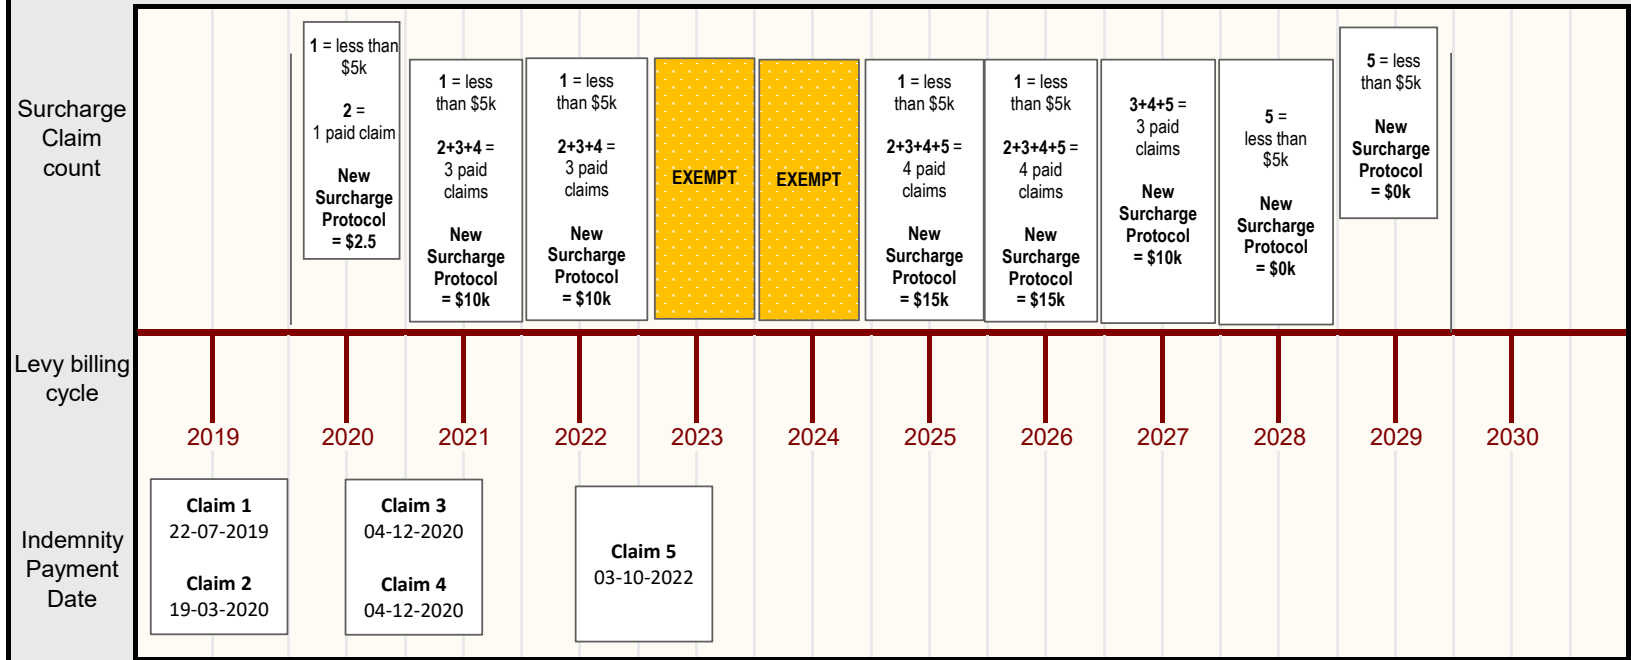 Surcharge
Claim
count
1 = less than
$5k
2 =
1 paid claim
New
Surcharge
Protocol
= $2.5
1 = less
than $5k
2+3+4 =
3 paid
claims
New
Surcharge
Protocol
= $10k
1 = less
than $5k
2+3+4 =
3 paid
claims
New
Surcharge
Protocol
= $10k
EXEMPT
EXEMPT
1 = less
than $5k
2+3+4+5 =
4 paid
claims
New
Surcharge
Protocol
= $15k
1 = less
than $5k
2+3+4+5 =
4 paid
claims
New
Surcharge
Protocol
= $15k
3+4+5 =
3 paid
claims
New
Surcharge
Protocol
= $10k
5 =
less than
$5k
New
Surcharge
Protocol
= $0k
5 = less
than $5k
New
Surcharge
Protocol
= $0k
Levy billing
cycle
2019
2020
2021
2022
2023
2024
2025
2026
2027
2028
2029
2030
Indemnity
Payment
Date
Claim 1
22-07-2019
Claim 2
19-03-2020
Claim 3
04-12-2020
Claim 4
04-12-2020
Claim 5
03-10-2022